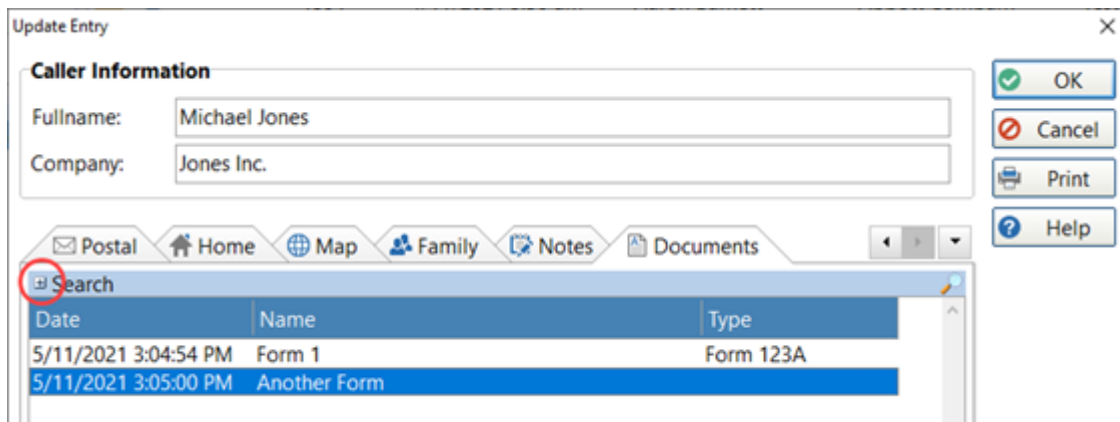 Update Entry
Caller Information
OK
Fullname: Michael Jones
Cancel
Company: Jones Inc.
Print
Help
Postal Home Map Family Notes Documents
Search
Date Name Type
5/11/2021 3:04:54 PM Form 1 Form 123A
5/11/2021 3:05:00 PM Another Form